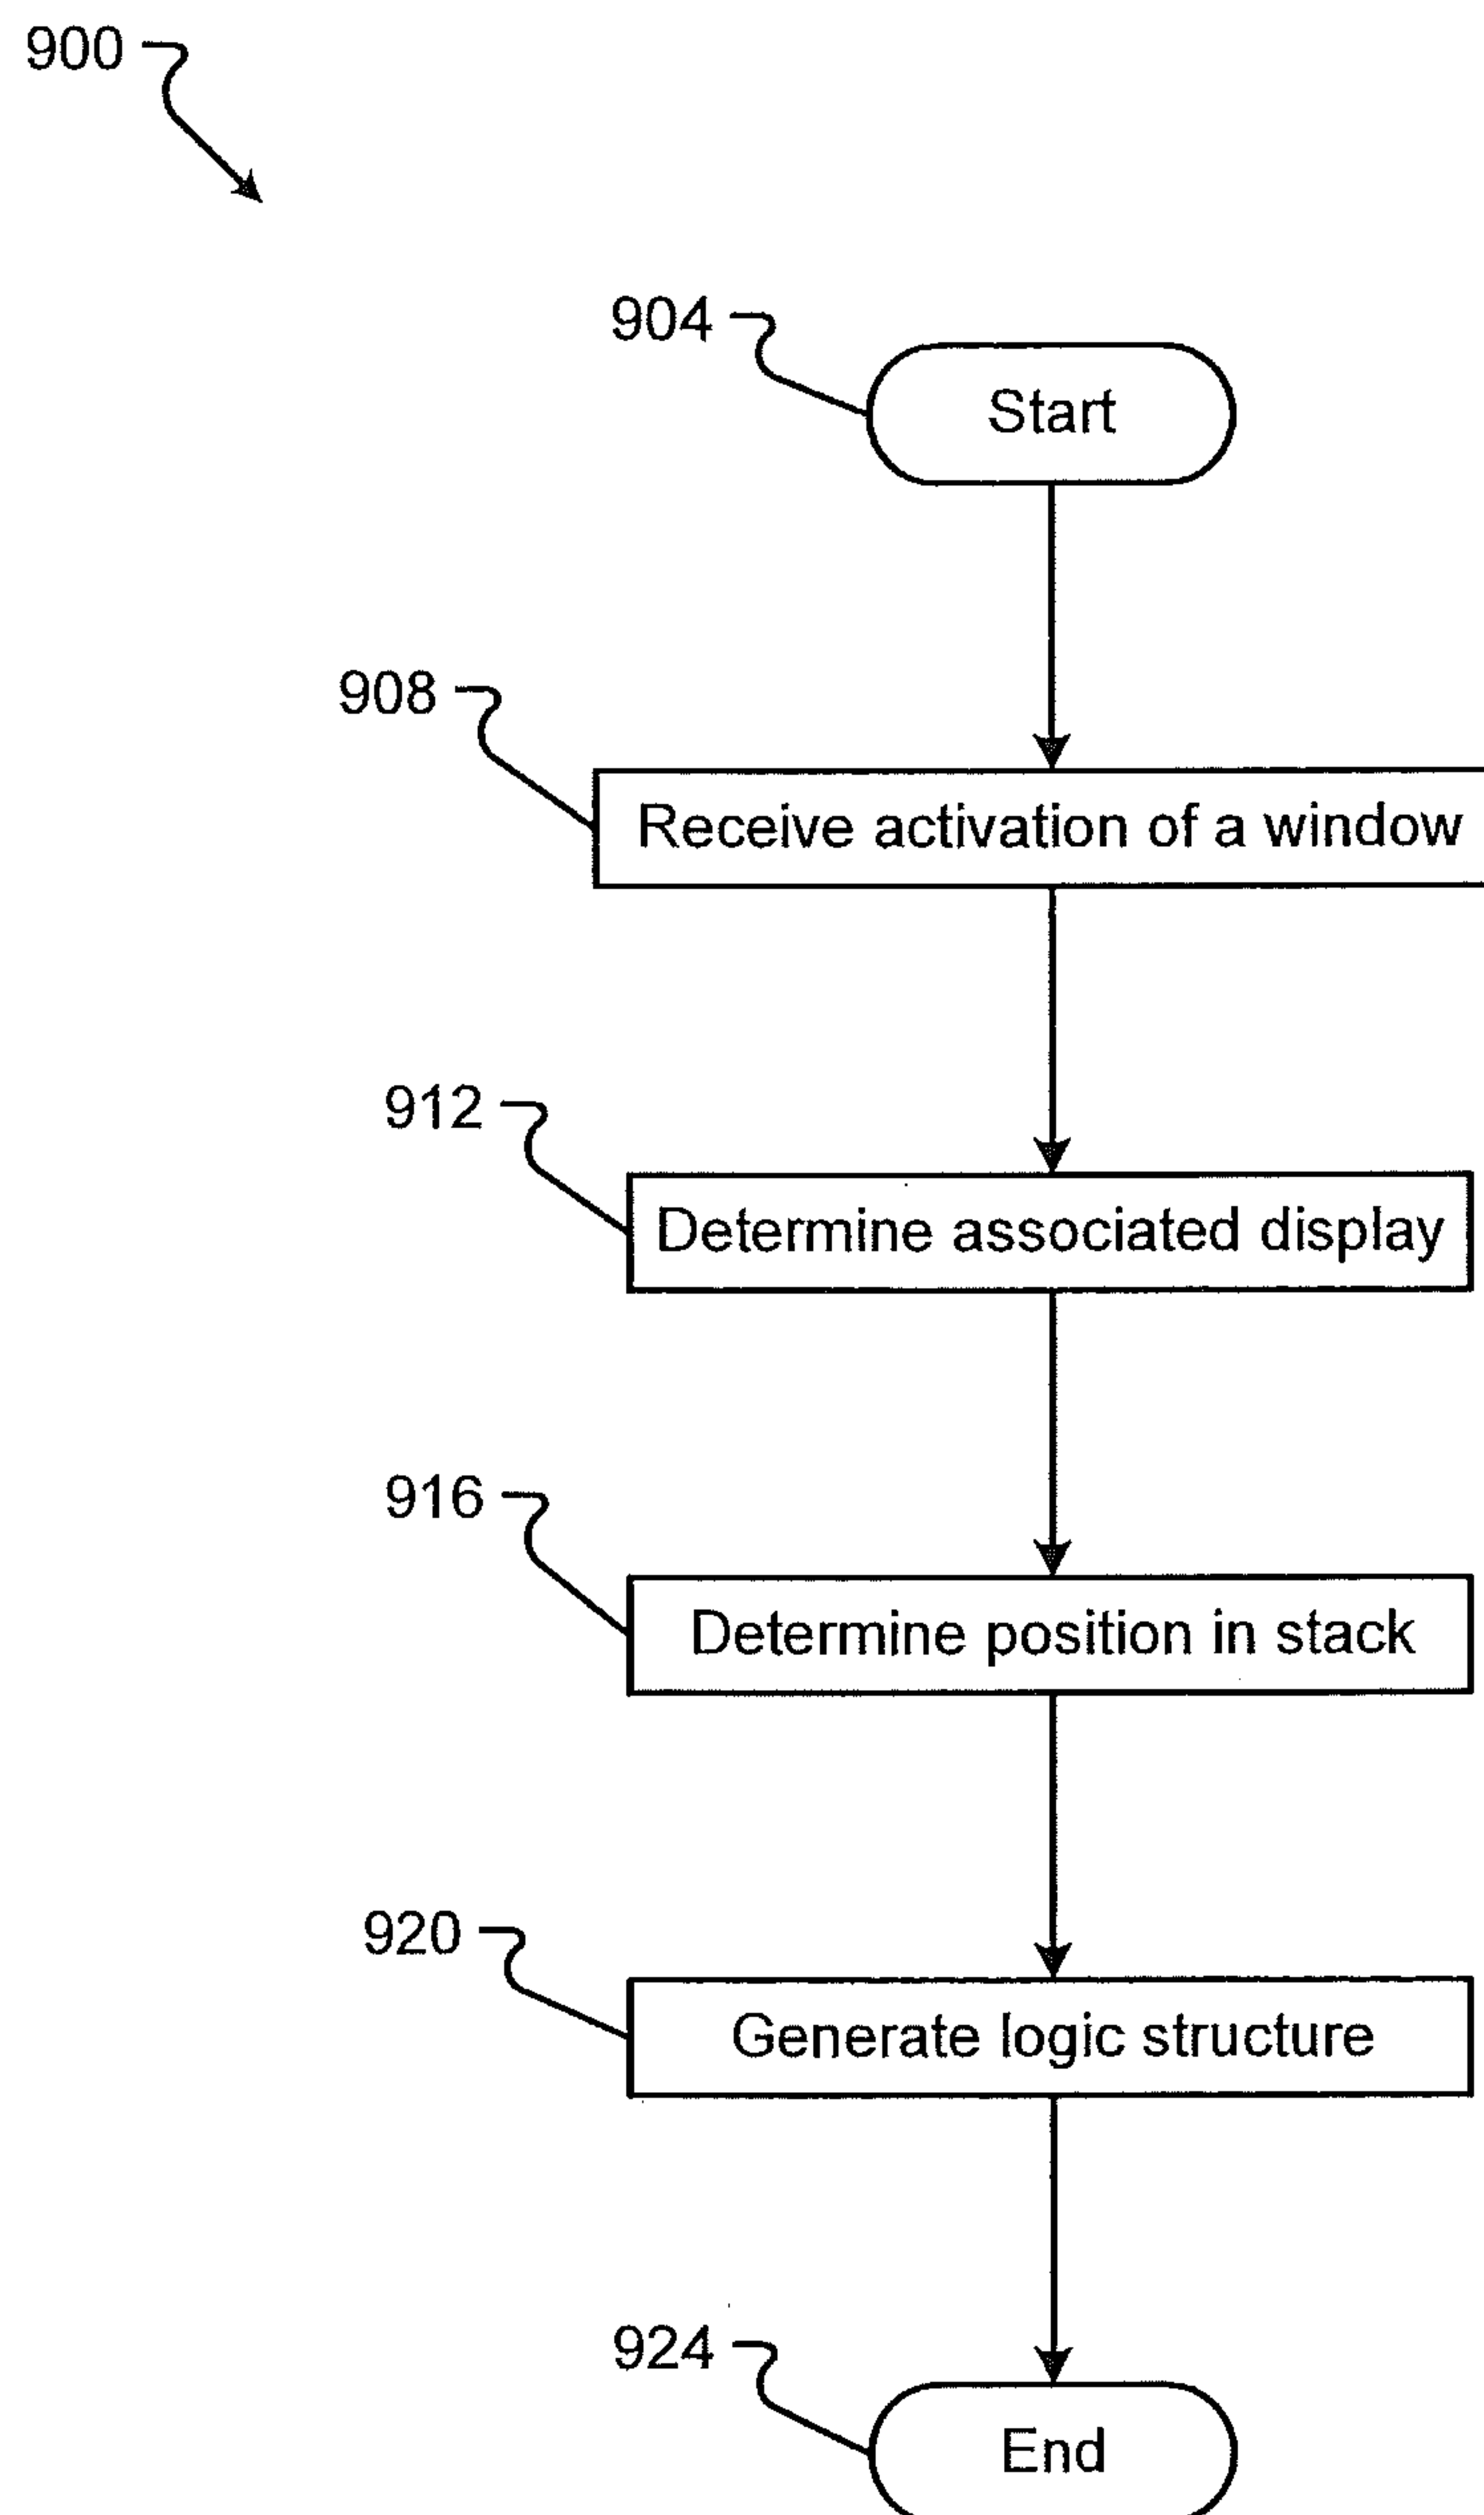 900
904
Start
908
Receive activation of a window
912
Determine associated display
916
Determine position in stack
920
Generate logic structure
924
End